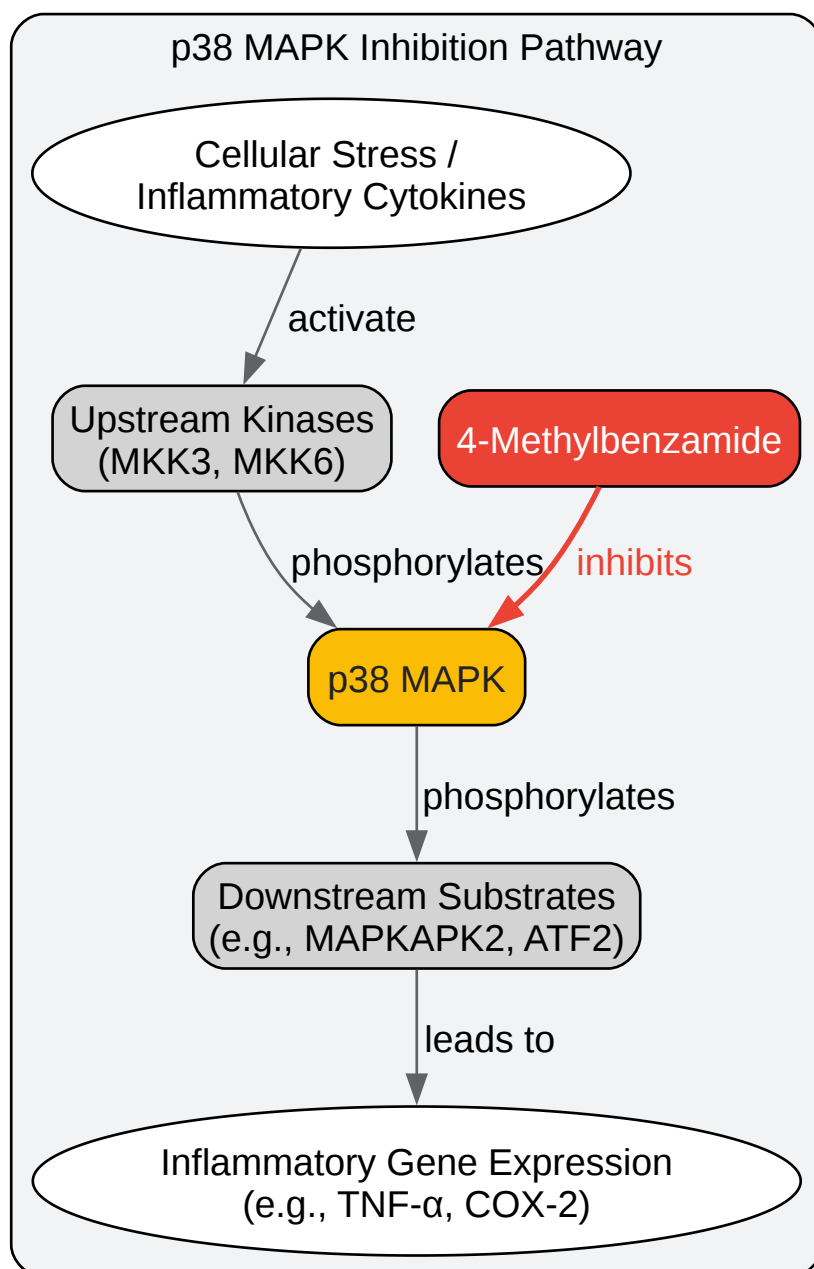 p38 MAPK Inhibition Pathway
Cellular Stress /
Inflammatory Cytokines
activate
Upstream Kinases
(MKK3, MKK6)
4-Methylbenzamide
phosphorylates
inhibits
p38 MAPK
phosphorylates
Downstream Substrates
(e.g., MAPKAPK2, ATF2)
leads to
Inflammatory Gene Expression
(e.g., TNF-α, COX-2)